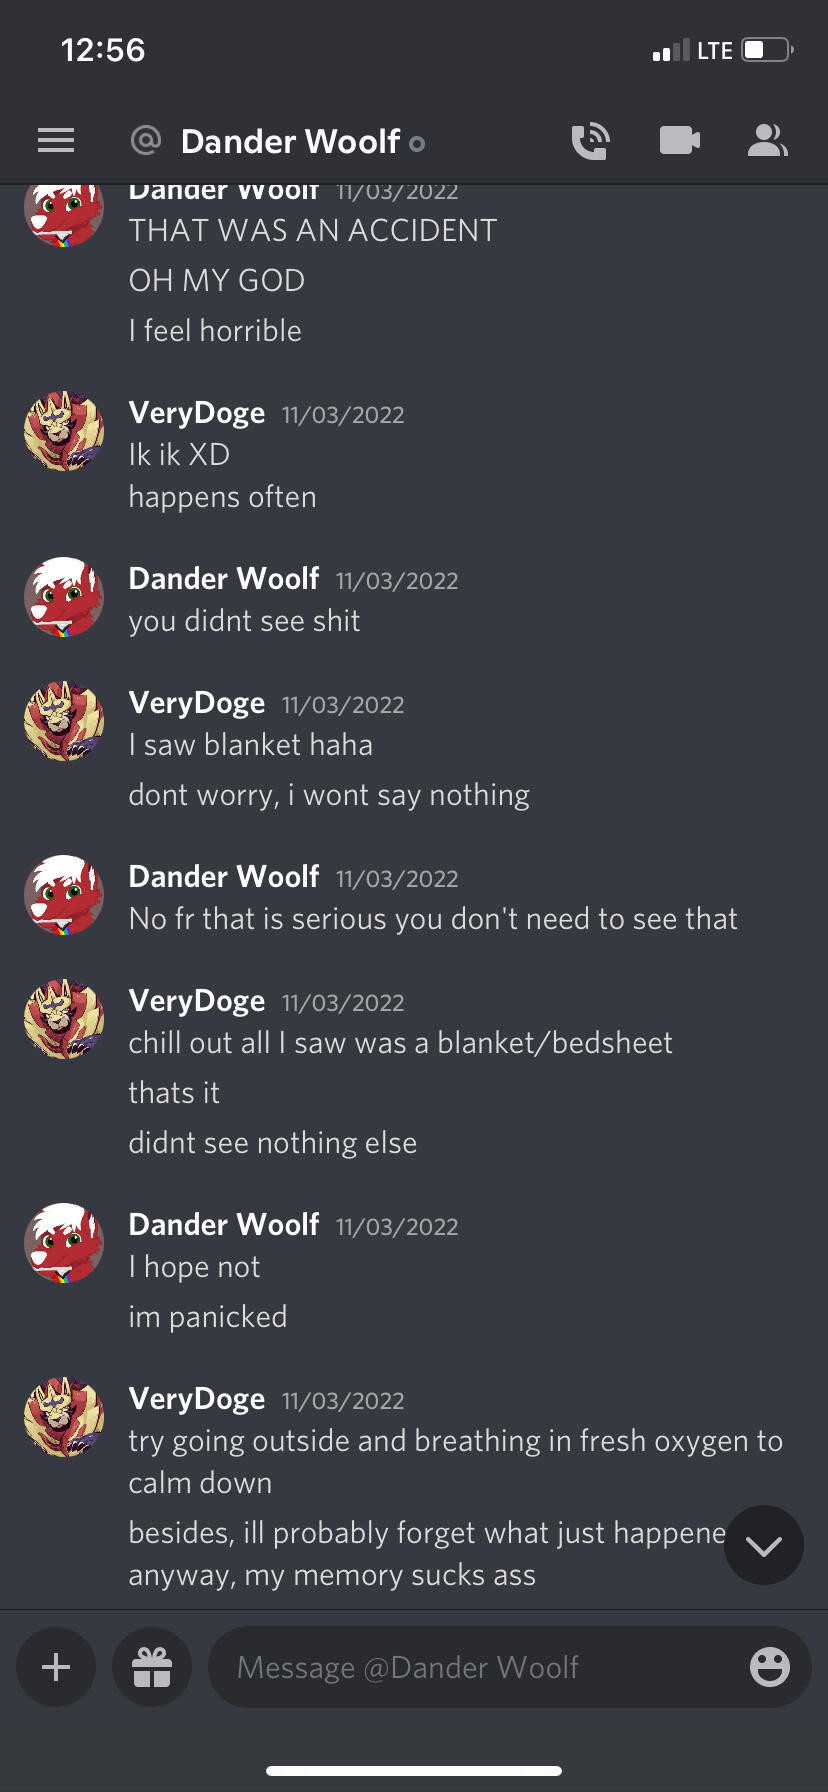 12:56
LTE
@ Dander Woolf
Dander Woolf 11/03/2022
THAT WAS AN ACCIDENT
OH MY GOD
I feel horrible
VeryDoge 11/03/2022
Ik ik XD
happens often
Dander Woolf 11/03/2022
you didnt see shit
VeryDoge 11/03/2022
I saw blanket haha
dont worry, i wont say nothing
Dander Woolf 11/03/2022
No fr that is serious you don't need to see that
VeryDoge 11/03/2022
chill out all I saw was a blanket/bedsheet
thats it
didnt see nothing else
Dander Woolf 11/03/2022
I hope not
im panicked
VeryDoge 11/03/2022
try going outside and breathing in fresh oxygen to
calm down
besides, ill probably forget what just happene
anyway, my memory sucks ass
Message @Dander Woolf